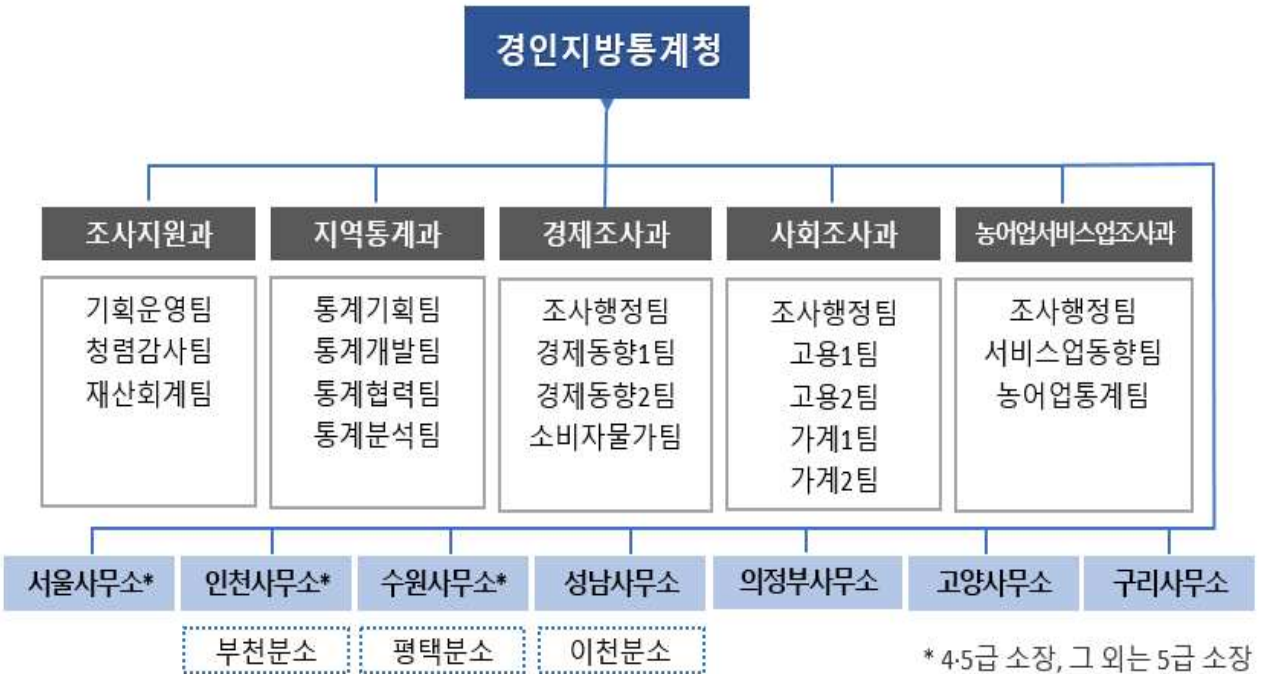 경인지방통계청
조사지원과
기획운영팀
청렴감사팀
재산회계팀
지역통계과
통계기획팀
통계개발팀
통계협력팀
통계분석팀
경제조사과
조사행정팀
경제동향1팀
경제동향2팀
소비자물가팀
사회조사과
조사행정팀
고용1팀
고용2팀
가계1팀
가계2팀
농어업서비스업조사과
조사행정팀
서비스업동향팀
농어업통계팀
서울사무소*
인천사무소*
수원사무소*
성남사무소
의정부사무소
고양사무소
구리사무소
부천분소
평택분소
이천분소
* 4·5급 소장, 그 외는 5급 소장